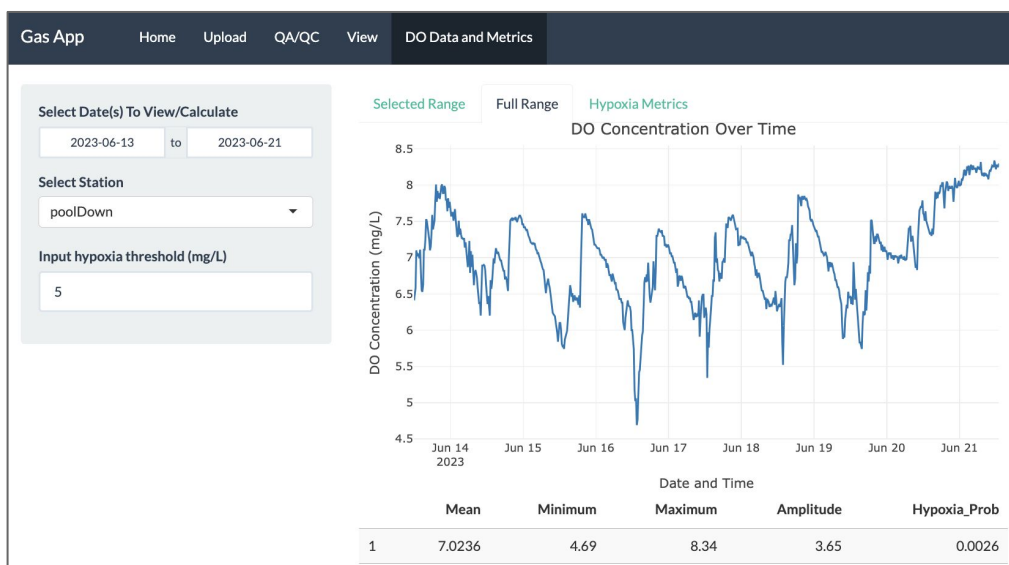 Gas App Home Upload QA/QC View DO Data and Metrics
Select Date(s) To View/Calculate
2023-06-13 to 2023-06-21
Select Station
poolDown
Input hypoxia threshold (mg/L)
5
Selected Range Full Range Hypoxia Metrics
DO Concentration Over Time
DO Concentration (mg/L)
8.5
8
7.5
7
6.5
6
5.5
5
4.5
Jun 14 Jun 15 Jun 16 Jun 17 Jun 18 Jun 19 Jun 20 Jun 21
2023
Date and Time
Mean Minimum Maximum Amplitude Hypoxia_Prob
1 7.0236 4.69 8.34 3.65 0.0026